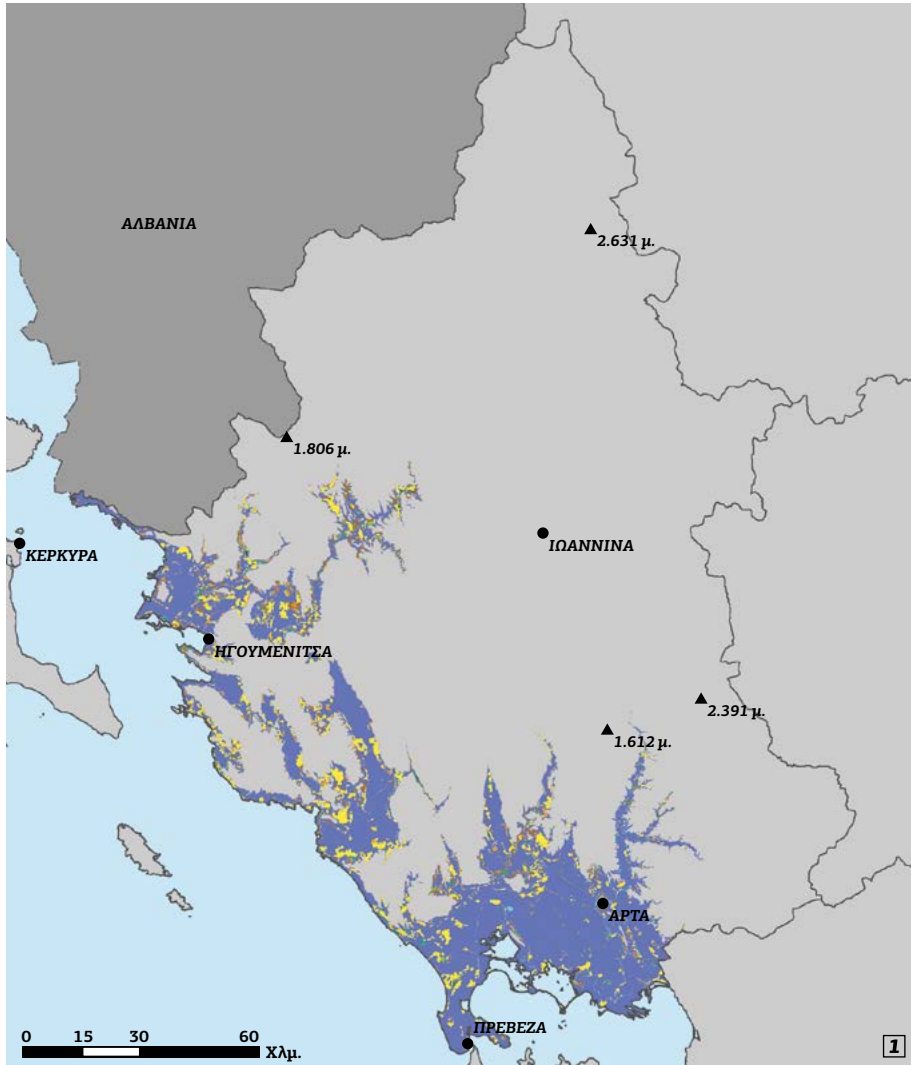 ΑΛΒΑΝΙΑ
2.631 μ.
1.806 μ.
ΚΕΡΚΥΡΑ
ΙΩΑΝΝΙΝΑ
ΗΓΟΥΜΕΝΙΤΣΑ
2.391 μ.
1.612 μ.
ΑΡΤΑ
ΠΡΕΒΕΖΑ
0 15 30 60
Χλμ.
1